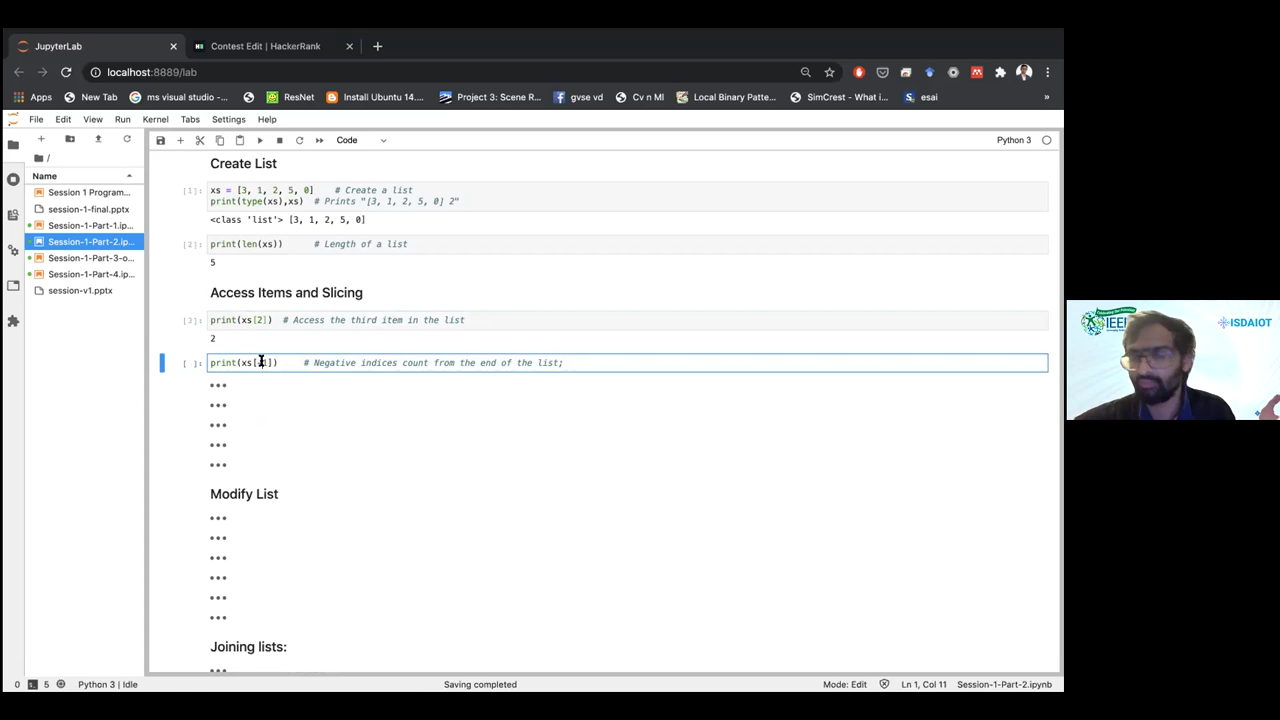 JupyterLab
Contest Edit | HackerRank
localhost:8889/lab
Apps
New Tab
ms visual studio -...
ResNet
Install Ubuntu 14....
Project 3: Scene R...
gvse vd
Cv n Ml
Local Binary Patte...
SimCrest - What i...
esai
»
File Edit View Run Kernel Tabs Settings Help
Code
Python 3
/
Name
Session 1 Program...
session-1-final.pptx
Session-1-Part-1.ip...
Session-1-Part-2.ip...
Session-1-Part-3-o...
Session-1-Part-4.ip...
session-v1.pptx
Create List
[1]: xs = [3, 1, 2, 5, 0] # Create a list
print(type(xs),xs) # Prints "[3, 1, 2, 5, 0] 2"
<class 'list'> [3, 1, 2, 5, 0]
[2]: print(len(xs)) # Length of a list
5
Access Items and Slicing
[3]: print(xs[2]) # Access the third item in the list
2
[ ]: print(xs[ 1]) # Negative indices count from the end of the list;
Modify List
Joining lists:
IEEE
ISDAIOT
0
5
Python 3 | Idle
Saving completed
Mode: Edit
Ln 1, Col 11
Session-1-Part-2.ipynb